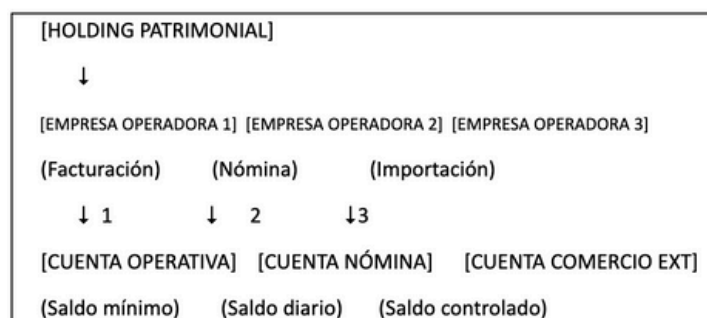 [HOLDING PATRIMONIAL]
↓
[EMPRESA OPERADORA 1] [EMPRESA OPERADORA 2] [EMPRESA OPERADORA 3]
(Facturación) (Nómina) (Importación)
↓ 1 ↓ 2 ↓3
[CUENTA OPERATIVA] [CUENTA NÓMINA] [CUENTA COMERCIO EXT]
(Saldo mínimo) (Saldo diario) (Saldo controlado)